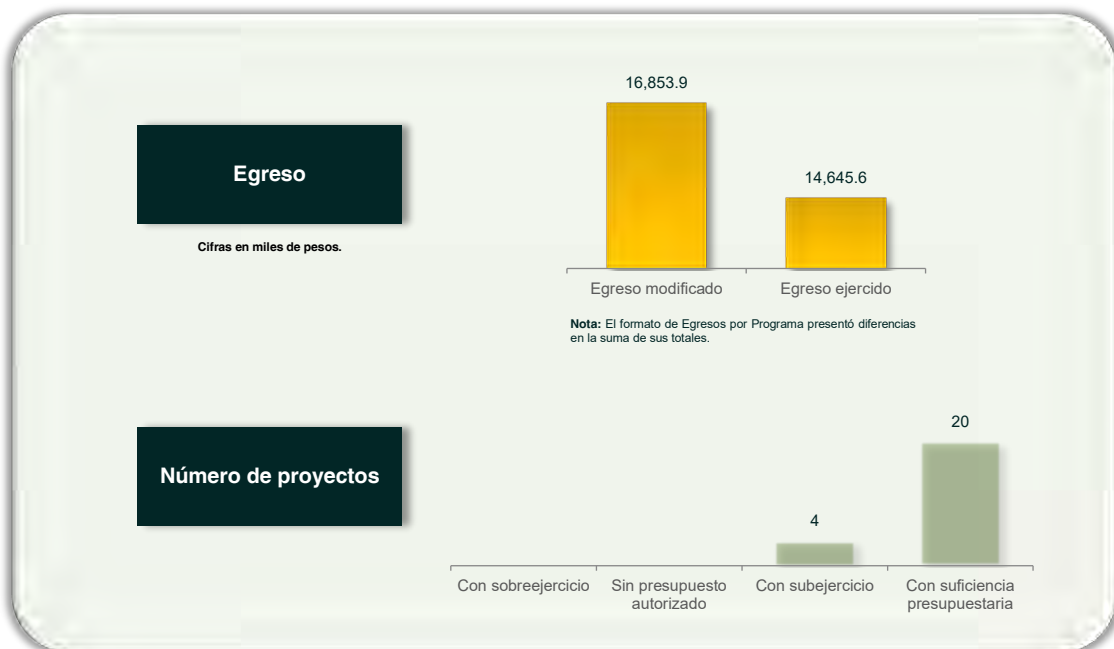 16,853.9
Egreso
14,645.6
Cifras en miles de pesos.
Egreso modificado
Egreso ejercido
Nota: El formato de Egresos por Programa presentó diferencias
en la suma de sus totales.
20
Número de proyectos
4
Con sobreejercicio
Sin presupuesto
autorizado
Con subejercicio
Con suficiencia
presupuestaria